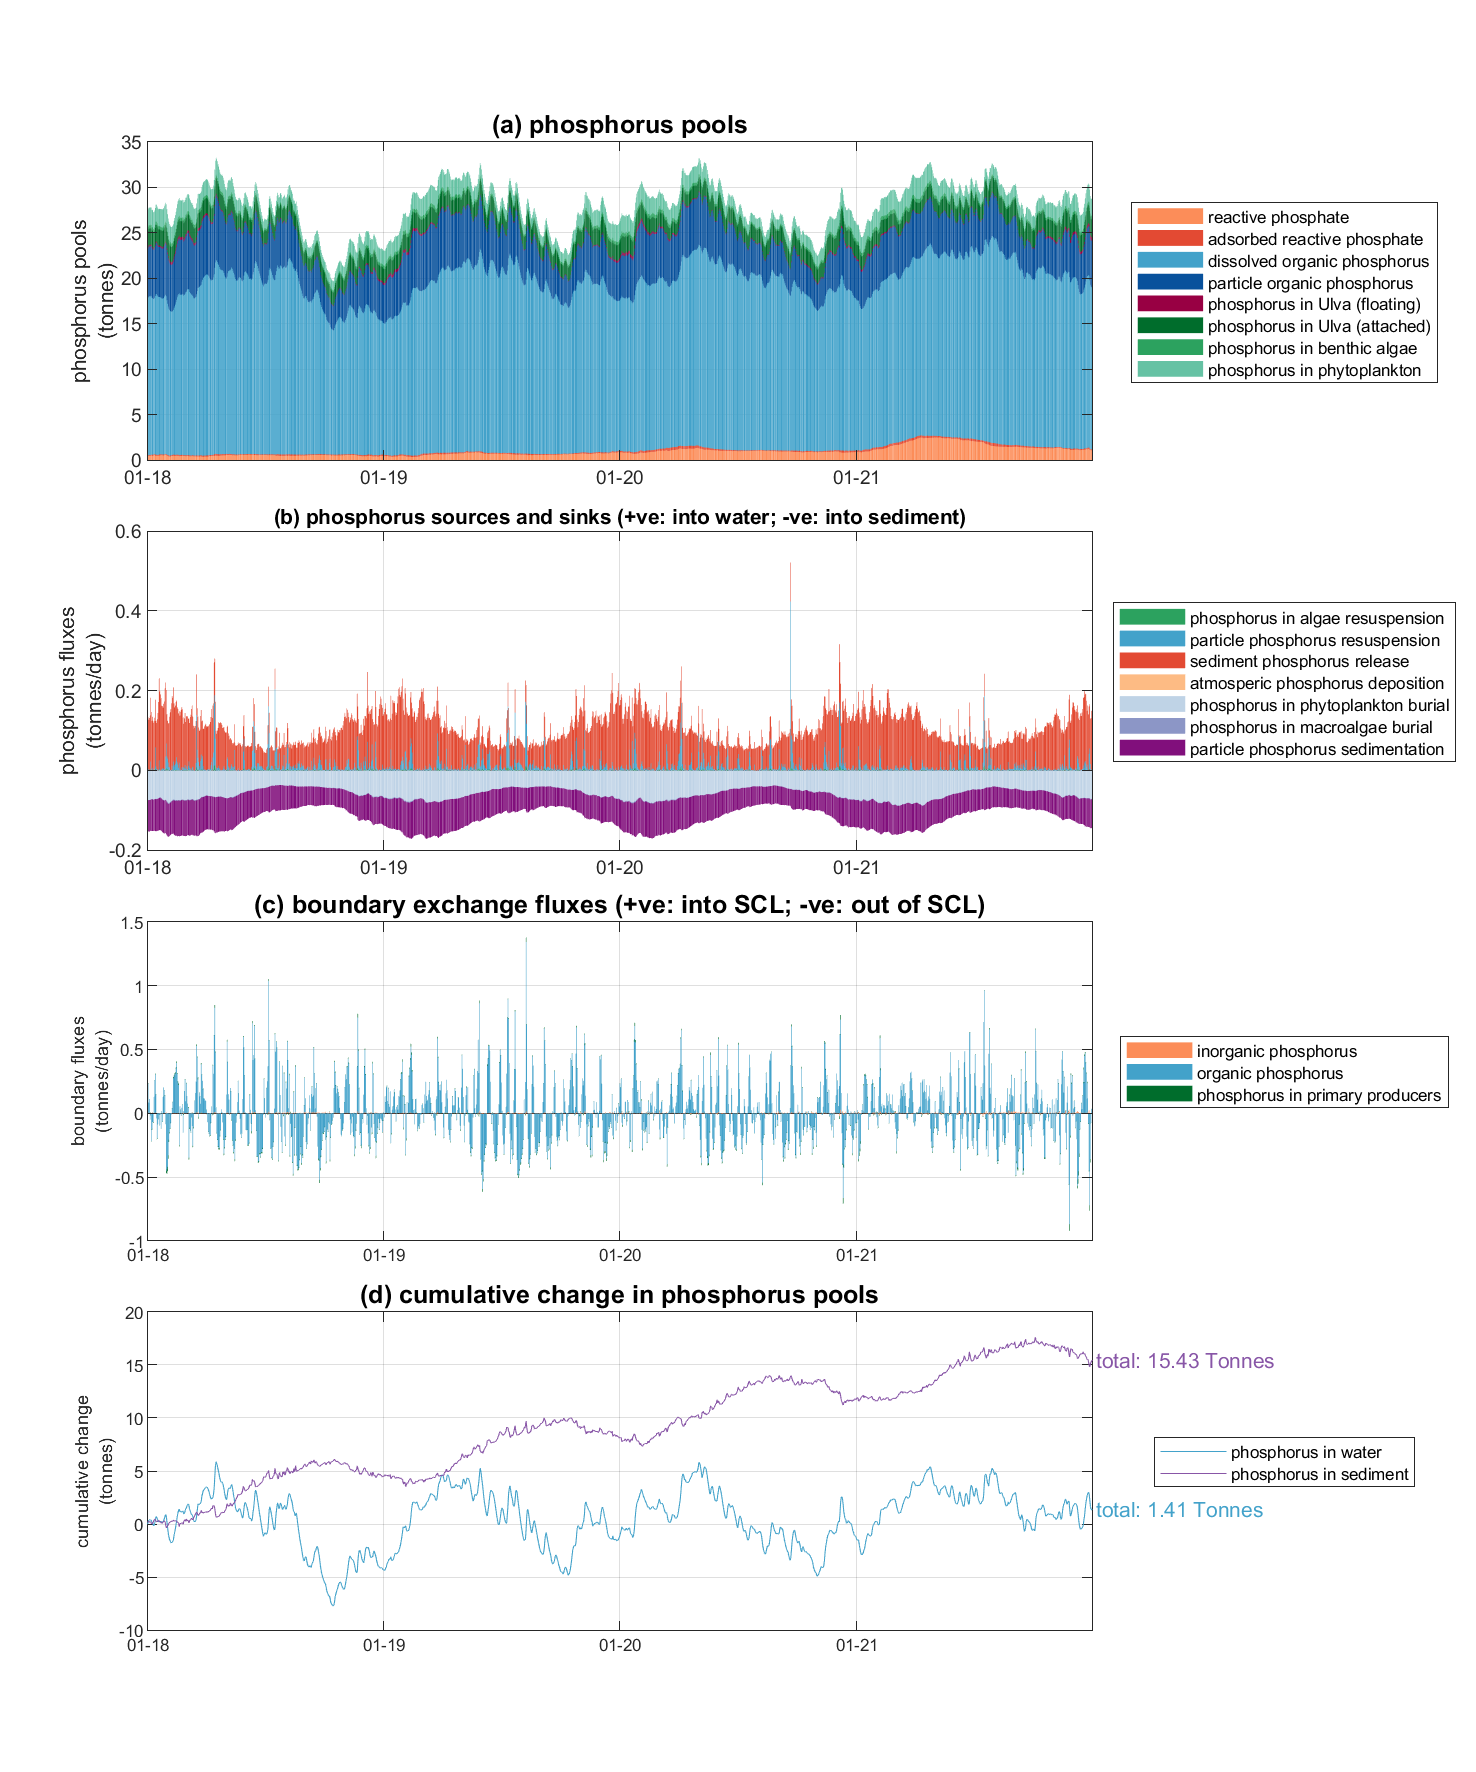 (a) phosphorus pools
35
30
25
20
15
10
5
0
phosphorus pools
(tonnes)
01-18
01-19
01-20
01-21
reactive phosphate
adsorbed reactive phosphate
dissolved organic phosphorus
particle organic phosphorus
phosphorus in Ulva (floating)
phosphorus in Ulva (attached)
phosphorus in benthic algae
phosphorus in phytoplankton
(b) phosphorus sources and sinks (+ve: into water; -ve: into sediment)
0.6
0.4
0.2
0
-0.2
phosphorus fluxes
(tonnes/day)
01-18
01-19
01-20
01-21
phosphorus in algae resuspension
particle phosphorus resuspension
sediment phosphorus release
atmosperic phosphorus deposition
phosphorus in phytoplankton burial
phosphorus in macroalgae burial
particle phosphorus sedimentation
(c) boundary exchange fluxes (+ve: into SCL; -ve: out of SCL)
1.5
1
0.5
0
-0.5
-1
boundary fluxes
(tonnes/day)
01-18
01-19
01-20
01-21
inorganic phosphorus
organic phosphorus
phosphorus in primary producers
(d) cumulative change in phosphorus pools
20
15
10
5
0
-5
-10
cumulative change
(tonnes)
01-18
01-19
01-20
01-21
total: 15.43 Tonnes
phosphorus in water
phosphorus in sediment
total: 1.41 Tonnes